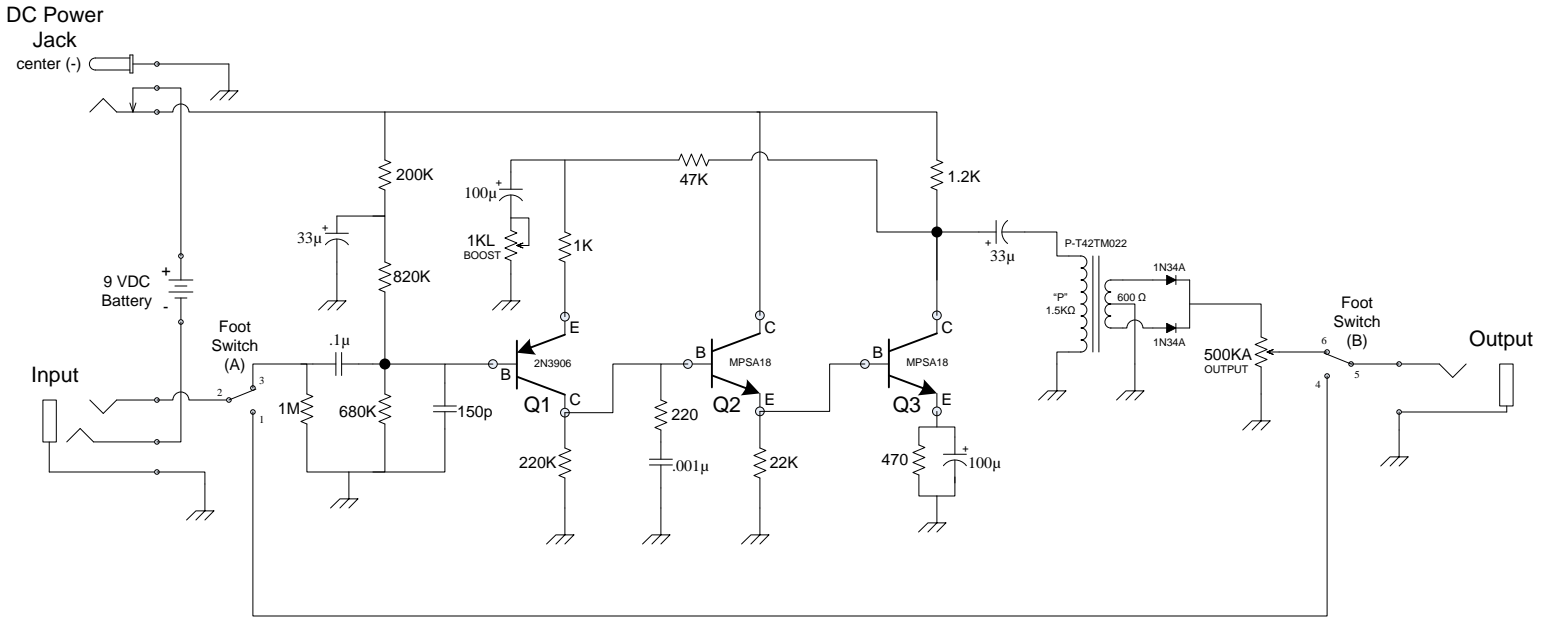 DC Power
Jack
center (-)
200K
47K
1.2K
100µ
+
1KL
BOOST
1K
33µ
+
820K
33µ
+
P-T42TM022
"P"
1.5KΩ
600 Ω
1N34A
1N34A
9 VDC
Battery
+
-
Foot
Switch
(A)
Foot
Switch
(B)
.1µ
E
B
C
2N3906
Q1
C
B
E
MPSA18
Q2
C
B
E
MPSA18
Q3
500KA
OUTPUT
6
5
4
Output
Input
2
3
1
1M
680K
150p
220
.001µ
220K
22K
470
+
100µ